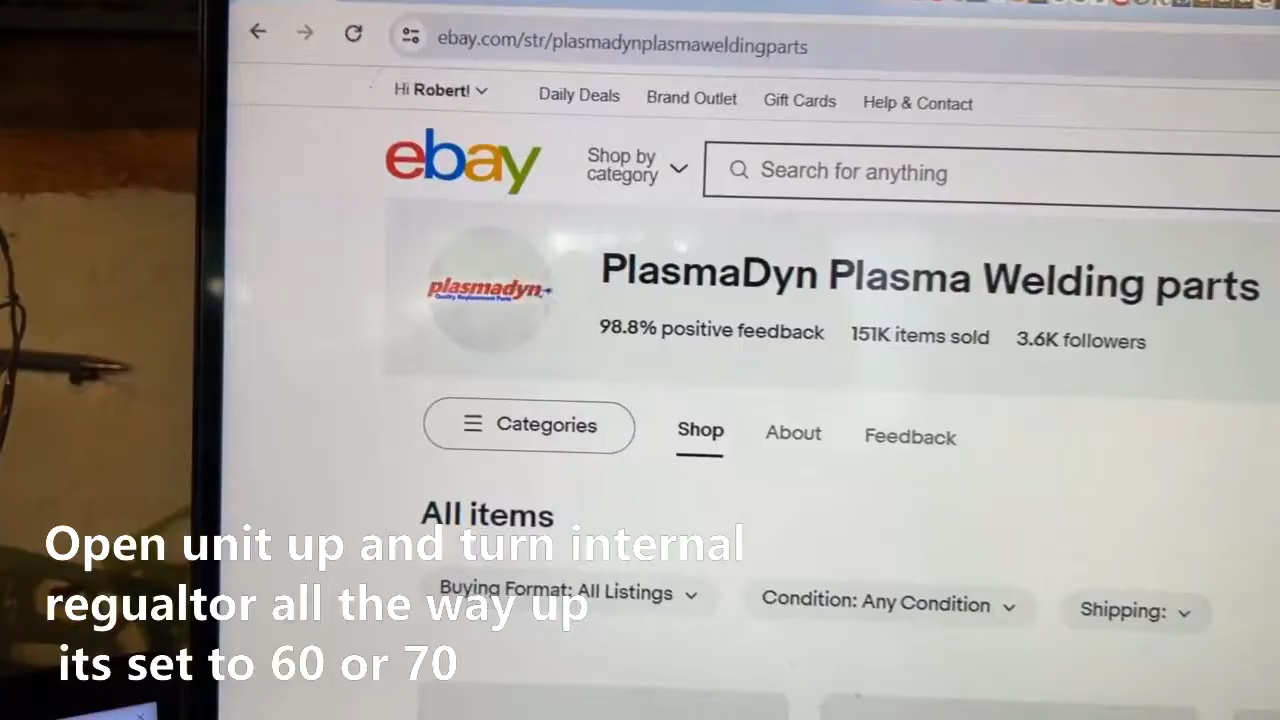 ebay.com/str/plasmadynplasmaweldingparts
Hi Robert!
Daily Deals
Brand Outlet
Gift Cards
Help & Contact
ebay
Shop by
category
Search for anything
plasmadyn
Quality Replacement Parts
PlasmaDyn Plasma Welding parts
98.8% positive feedback
151K items sold
3.6K followers
Categories
Shop
About
Feedback
All items
Open unit up and turn internal
Buying Format: All Listings
Condition: Any Condition
Shipping:
regualtor all the way up
its set to 60 or 70